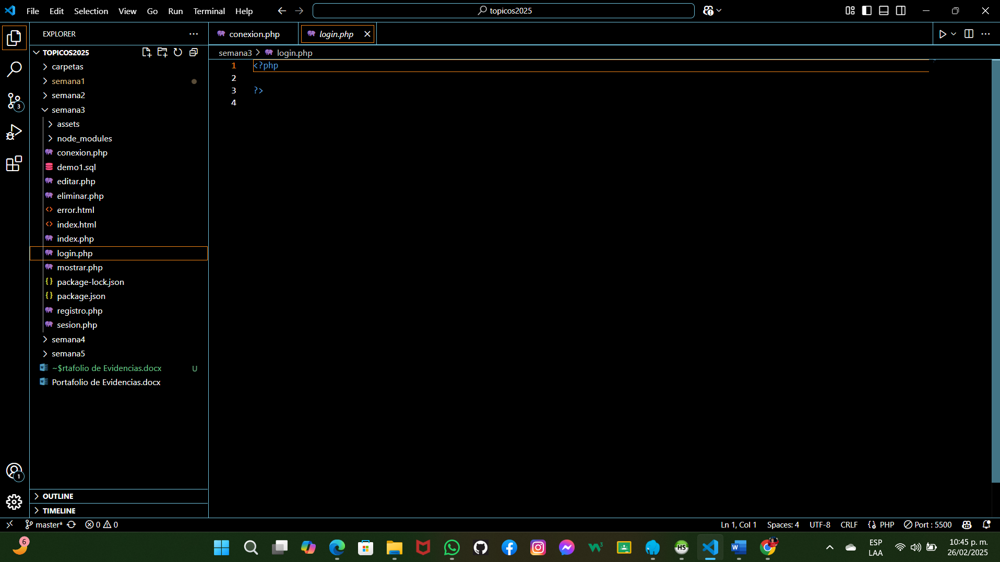 File Edit Selection View Go Run Terminal Help
topicos2025
EXPLORER
TOPICOS2025
carpetas
semana1
semana2
semana3
assets
node_modules
conexion.php
demo1.sql
editar.php
eliminar.php
error.html
index.html
index.php
login.php
mostrar.php
package-lock.json
package.json
registro.php
sesion.php
semana4
semana5
~$rtafolio de Evidencias.docx U
Portafolio de Evidencias.docx
OUTLINE
TIMELINE
3
1
conexion.php login.php
semana3 > login.php
1 <?php
2
3 ?>
4
master* 0 0
Ln 1, Col 1 Spaces: 4 UTF-8 CRLF PHP Port : 5500
6
W3
HS
W
ESP
LAA
10:45 p. m.
26/02/2025